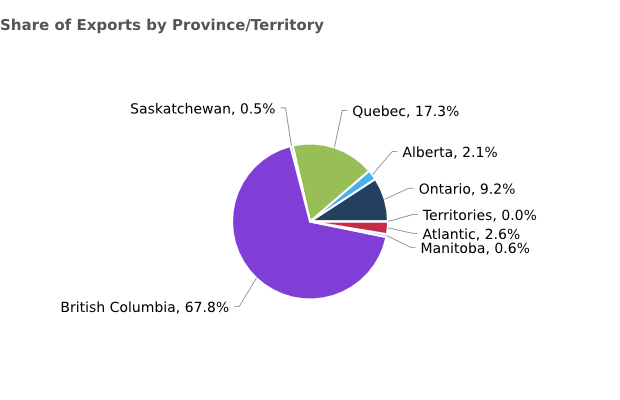 Share of Exports by Province/Territory
Saskatchewan, 0.5%
Quebec, 17.3%
Alberta, 2.1%
Ontario, 9.2%
Territories, 0.0%
Atlantic, 2.6%
Manitoba, 0.6%
British Columbia, 67.8%